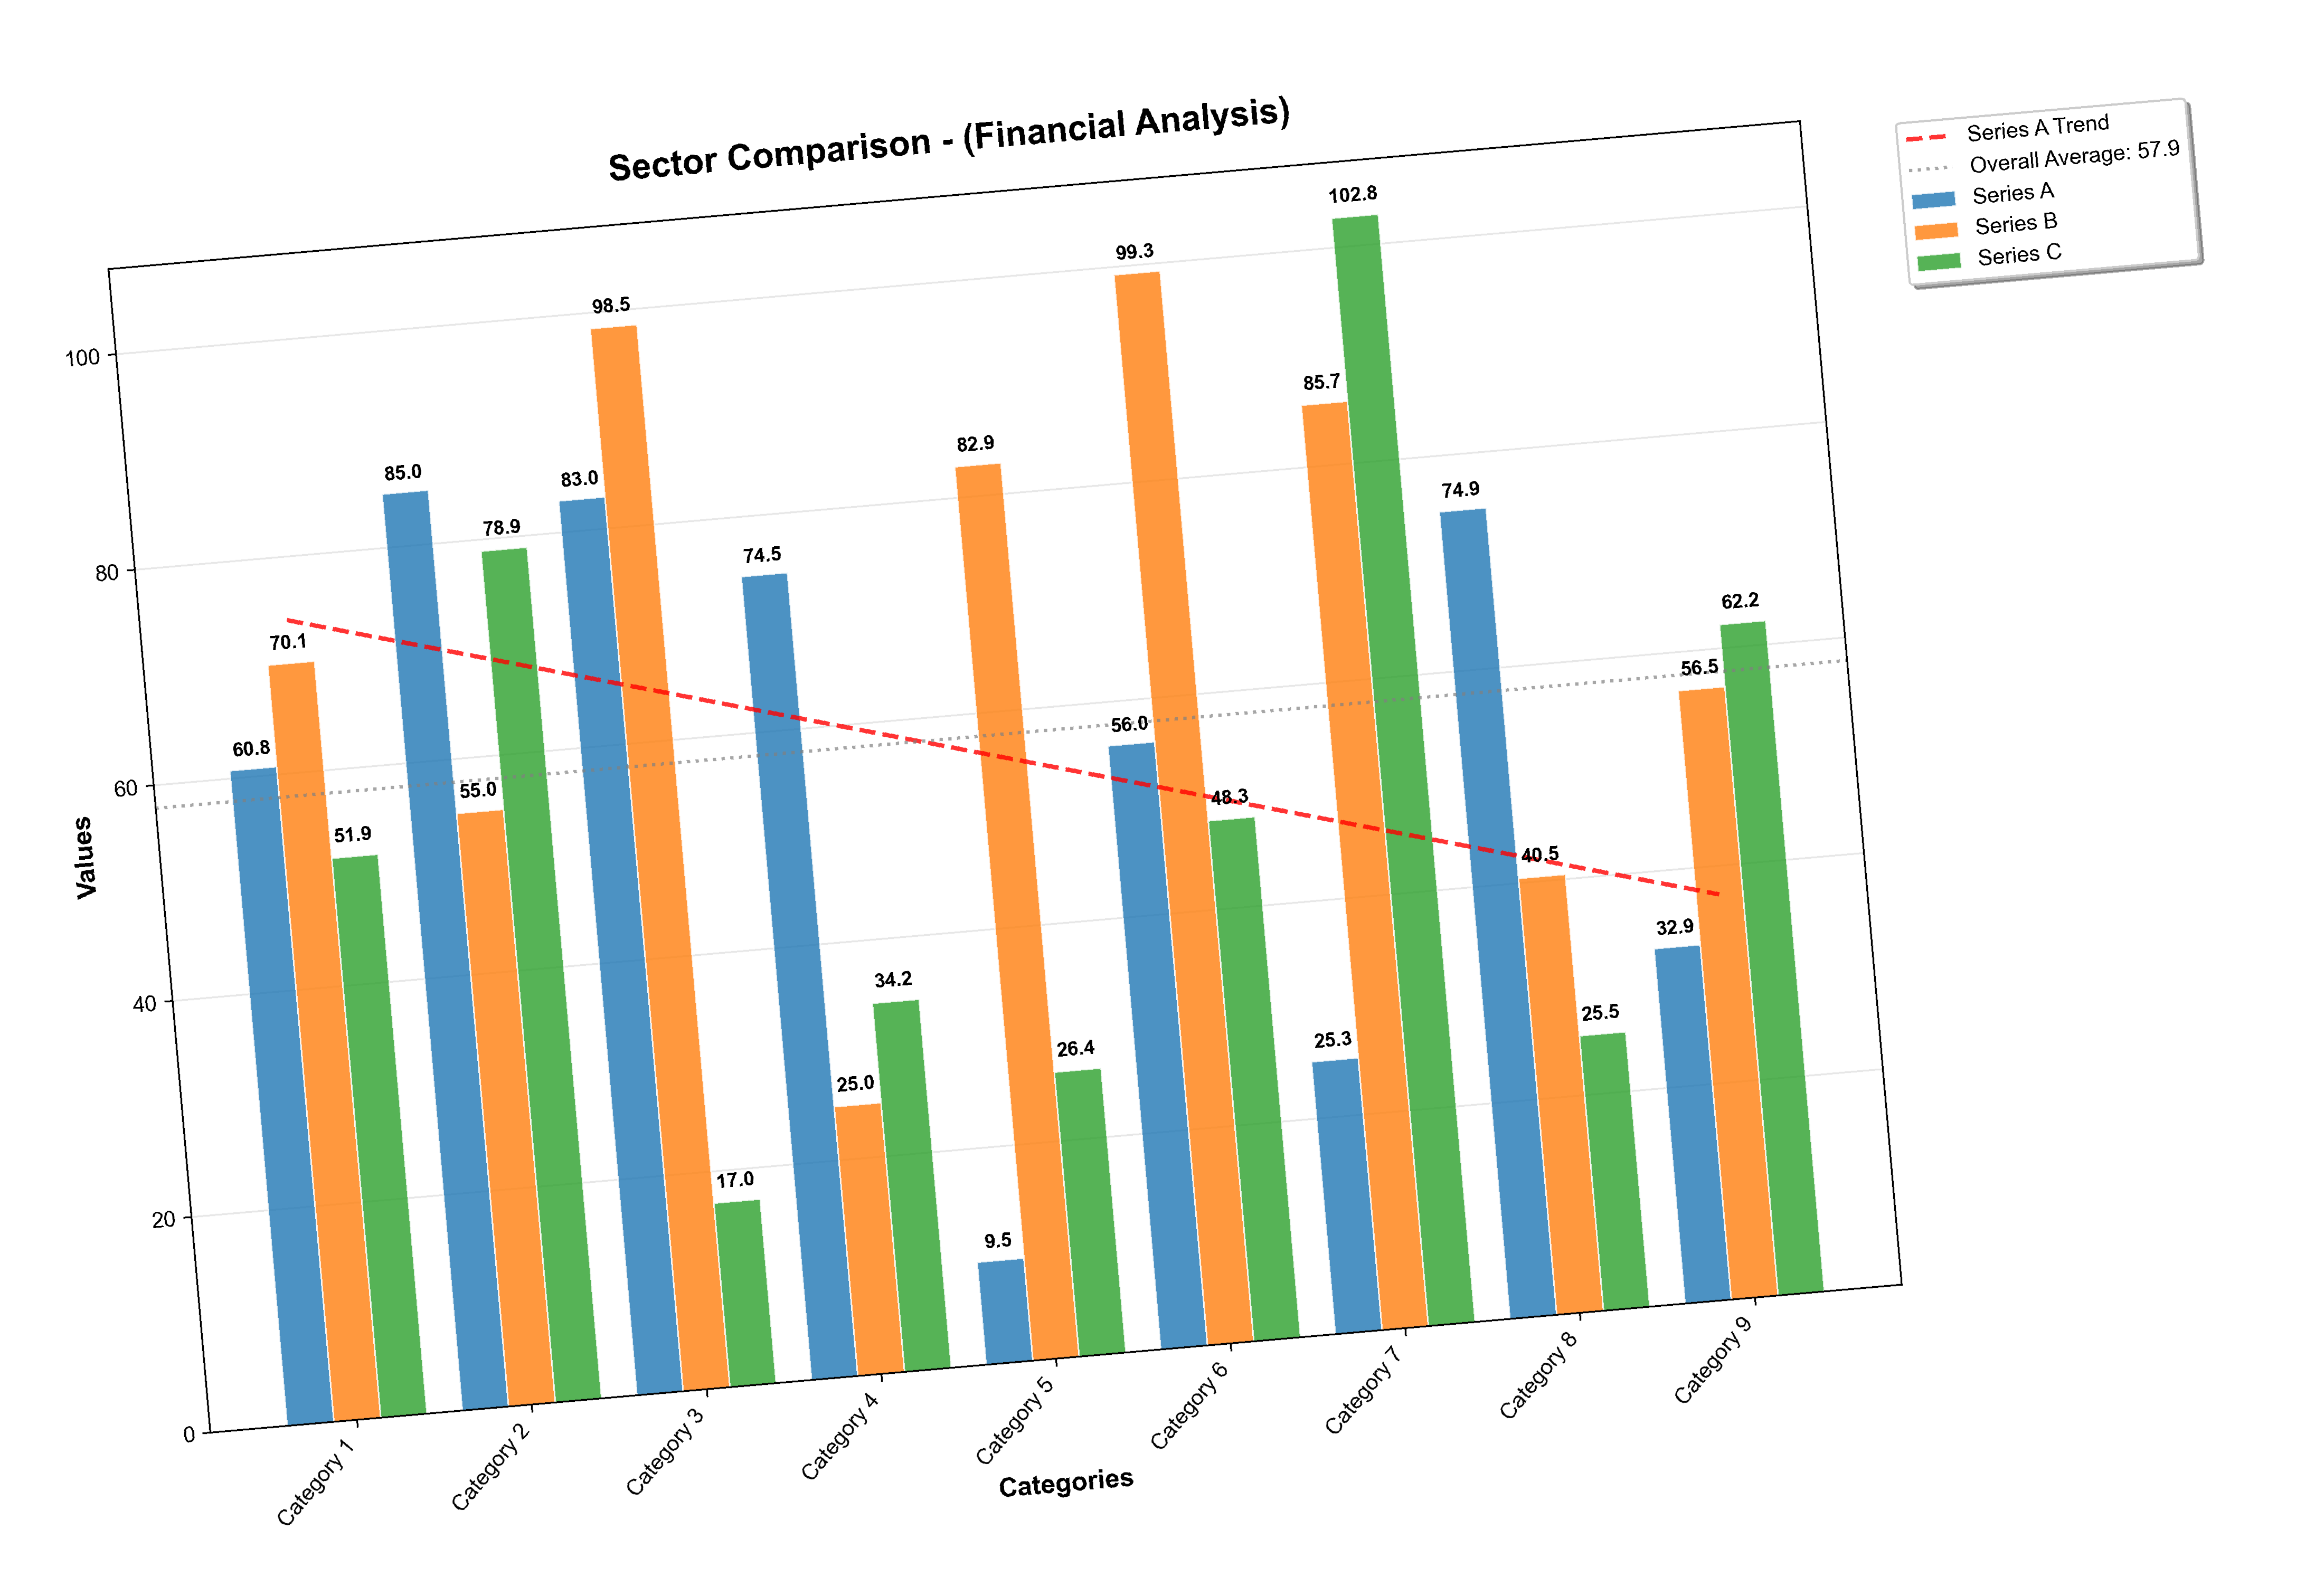 Sector Comparison - (Financial Analysis)
Series A Trend
Overall Average: 57.9
Series A
Series B
Series C
Values
100
80
60
40
20
0
60.8
70.1
51.9
85.0
55.0
78.9
83.0
98.5
17.0
74.5
25.0
34.2
9.5
82.9
26.4
56.0
99.3
48.3
25.3
85.7
102.8
74.9
40.5
25.5
32.9
56.5
62.2
Category 1
Category 2
Category 3
Category 4
Category 5
Category 6
Category 7
Category 8
Category 9
Categories